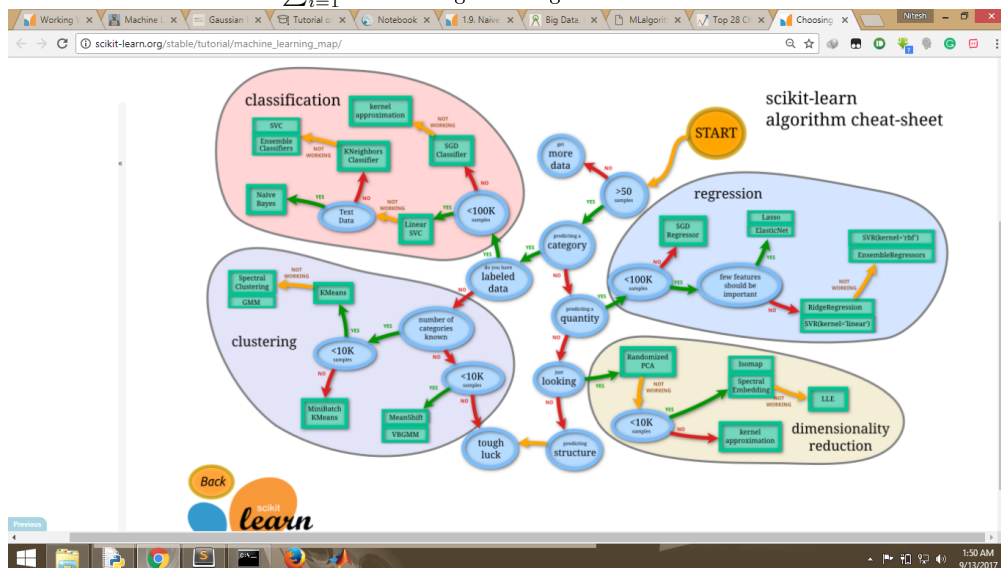 Working
Machine L
Gaussian
Tutorial o
Notebook
1.9. Naive
Big Data,
MLalgorit
Top 28 Ch
Choosing
Nitesh
scikit-learn.org/stable/tutorial/machine_learning_map/
scikit-learn
algorithm cheat-sheet
START
get
more
data
NO
>50
samples
YES
predicting a
category
YES
NO
do you have
labeled
data
YES
NO
predicting a
quantity
YES
NO
just
looking
YES
NO
predicting
structure
tough
luck
classification
kernel
approximation
NOT
WORKING
SGD
Classifier
NO
<100K
samples
YES
Linear
SVC
NOT
WORKING
Text
Data
YES
Naive
Bayes
NO
KNeighbors
Classifier
NOT
WORKING
SVC
Ensemble
Classifiers
regression
SGD
Regressor
NO
<100K
samples
YES
few features
should be
important
YES
Lasso
ElasticNet
NO
RidgeRegression
SVR(kernel='linear')
NOT
WORKING
SVR(kernel='rbf')
EnsembleRegressors
clustering
number of
categories
known
YES
NO
<10K
samples
YES
KMeans
NOT
WORKING
Spectral
Clustering
GMM
NO
MiniBatch
KMeans
<10K
samples
YES
MeanShift
VBGMM
NO
dimensionality
reduction
Randomized
PCA
NOT
WORKING
<10K
samples
YES
Isomap
Spectral
Embedding
NOT
WORKING
LLE
NO
kernel
approximation
Back
scikit
learn
Previous
1:50 AM
9/13/2017